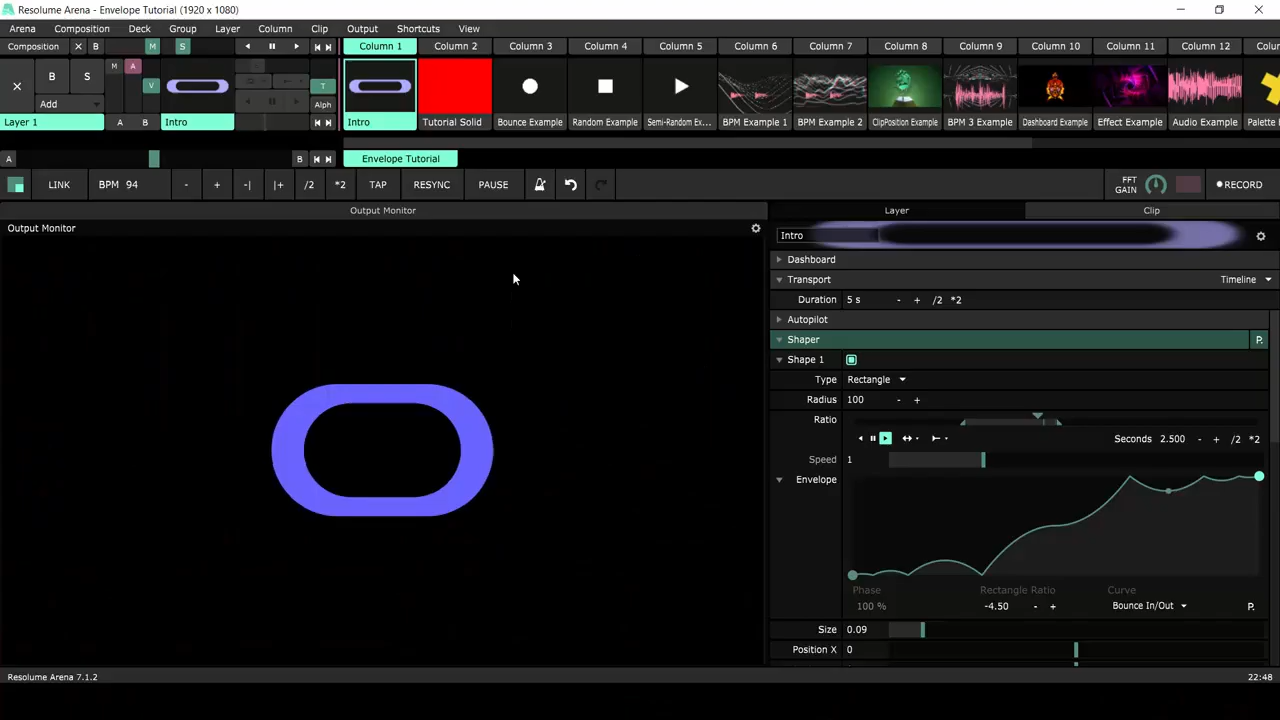 Resolume Arena - Envelope Tutorial (1920 x 1080)
Arena Composition Deck Group Layer Column Clip Output Shortcuts View
Composition X B M S Column 1 Column 2 Column 3 Column 4 Column 5 Column 6 Column 7 Column 8 Column 9 Column 10 Column 11 Column 12 Colu
B S M A V T
Add Alph
Layer 1 A B Intro Intro Tutorial Solid Bounce Example Random Example Semi-Random Ex... BPM Example 1 BPM Example 2 ClipPosition Example BPM 3 Example Dashboard Example Effect Example Audio Example Palette
A B Envelope Tutorial
LINK BPM 94 - + -| |+ /2 *2 TAP RESYNC PAUSE FFT GAIN RECORD
Output Monitor Layer Clip
Output Monitor Intro
Dashboard
Transport Timeline
Duration 5 s - + /2 *2
Autopilot
Shaper P.
Shape 1
Type Rectangle
Radius 100 - +
Ratio
Seconds 2.500 - + /2 *2
Speed 1
Envelope
Phase Rectangle Ratio Curve
100 % -4.50 - + Bounce In/Out P.
Size 0.09
Position X 0
Resolume Arena 7.1.2 22:48